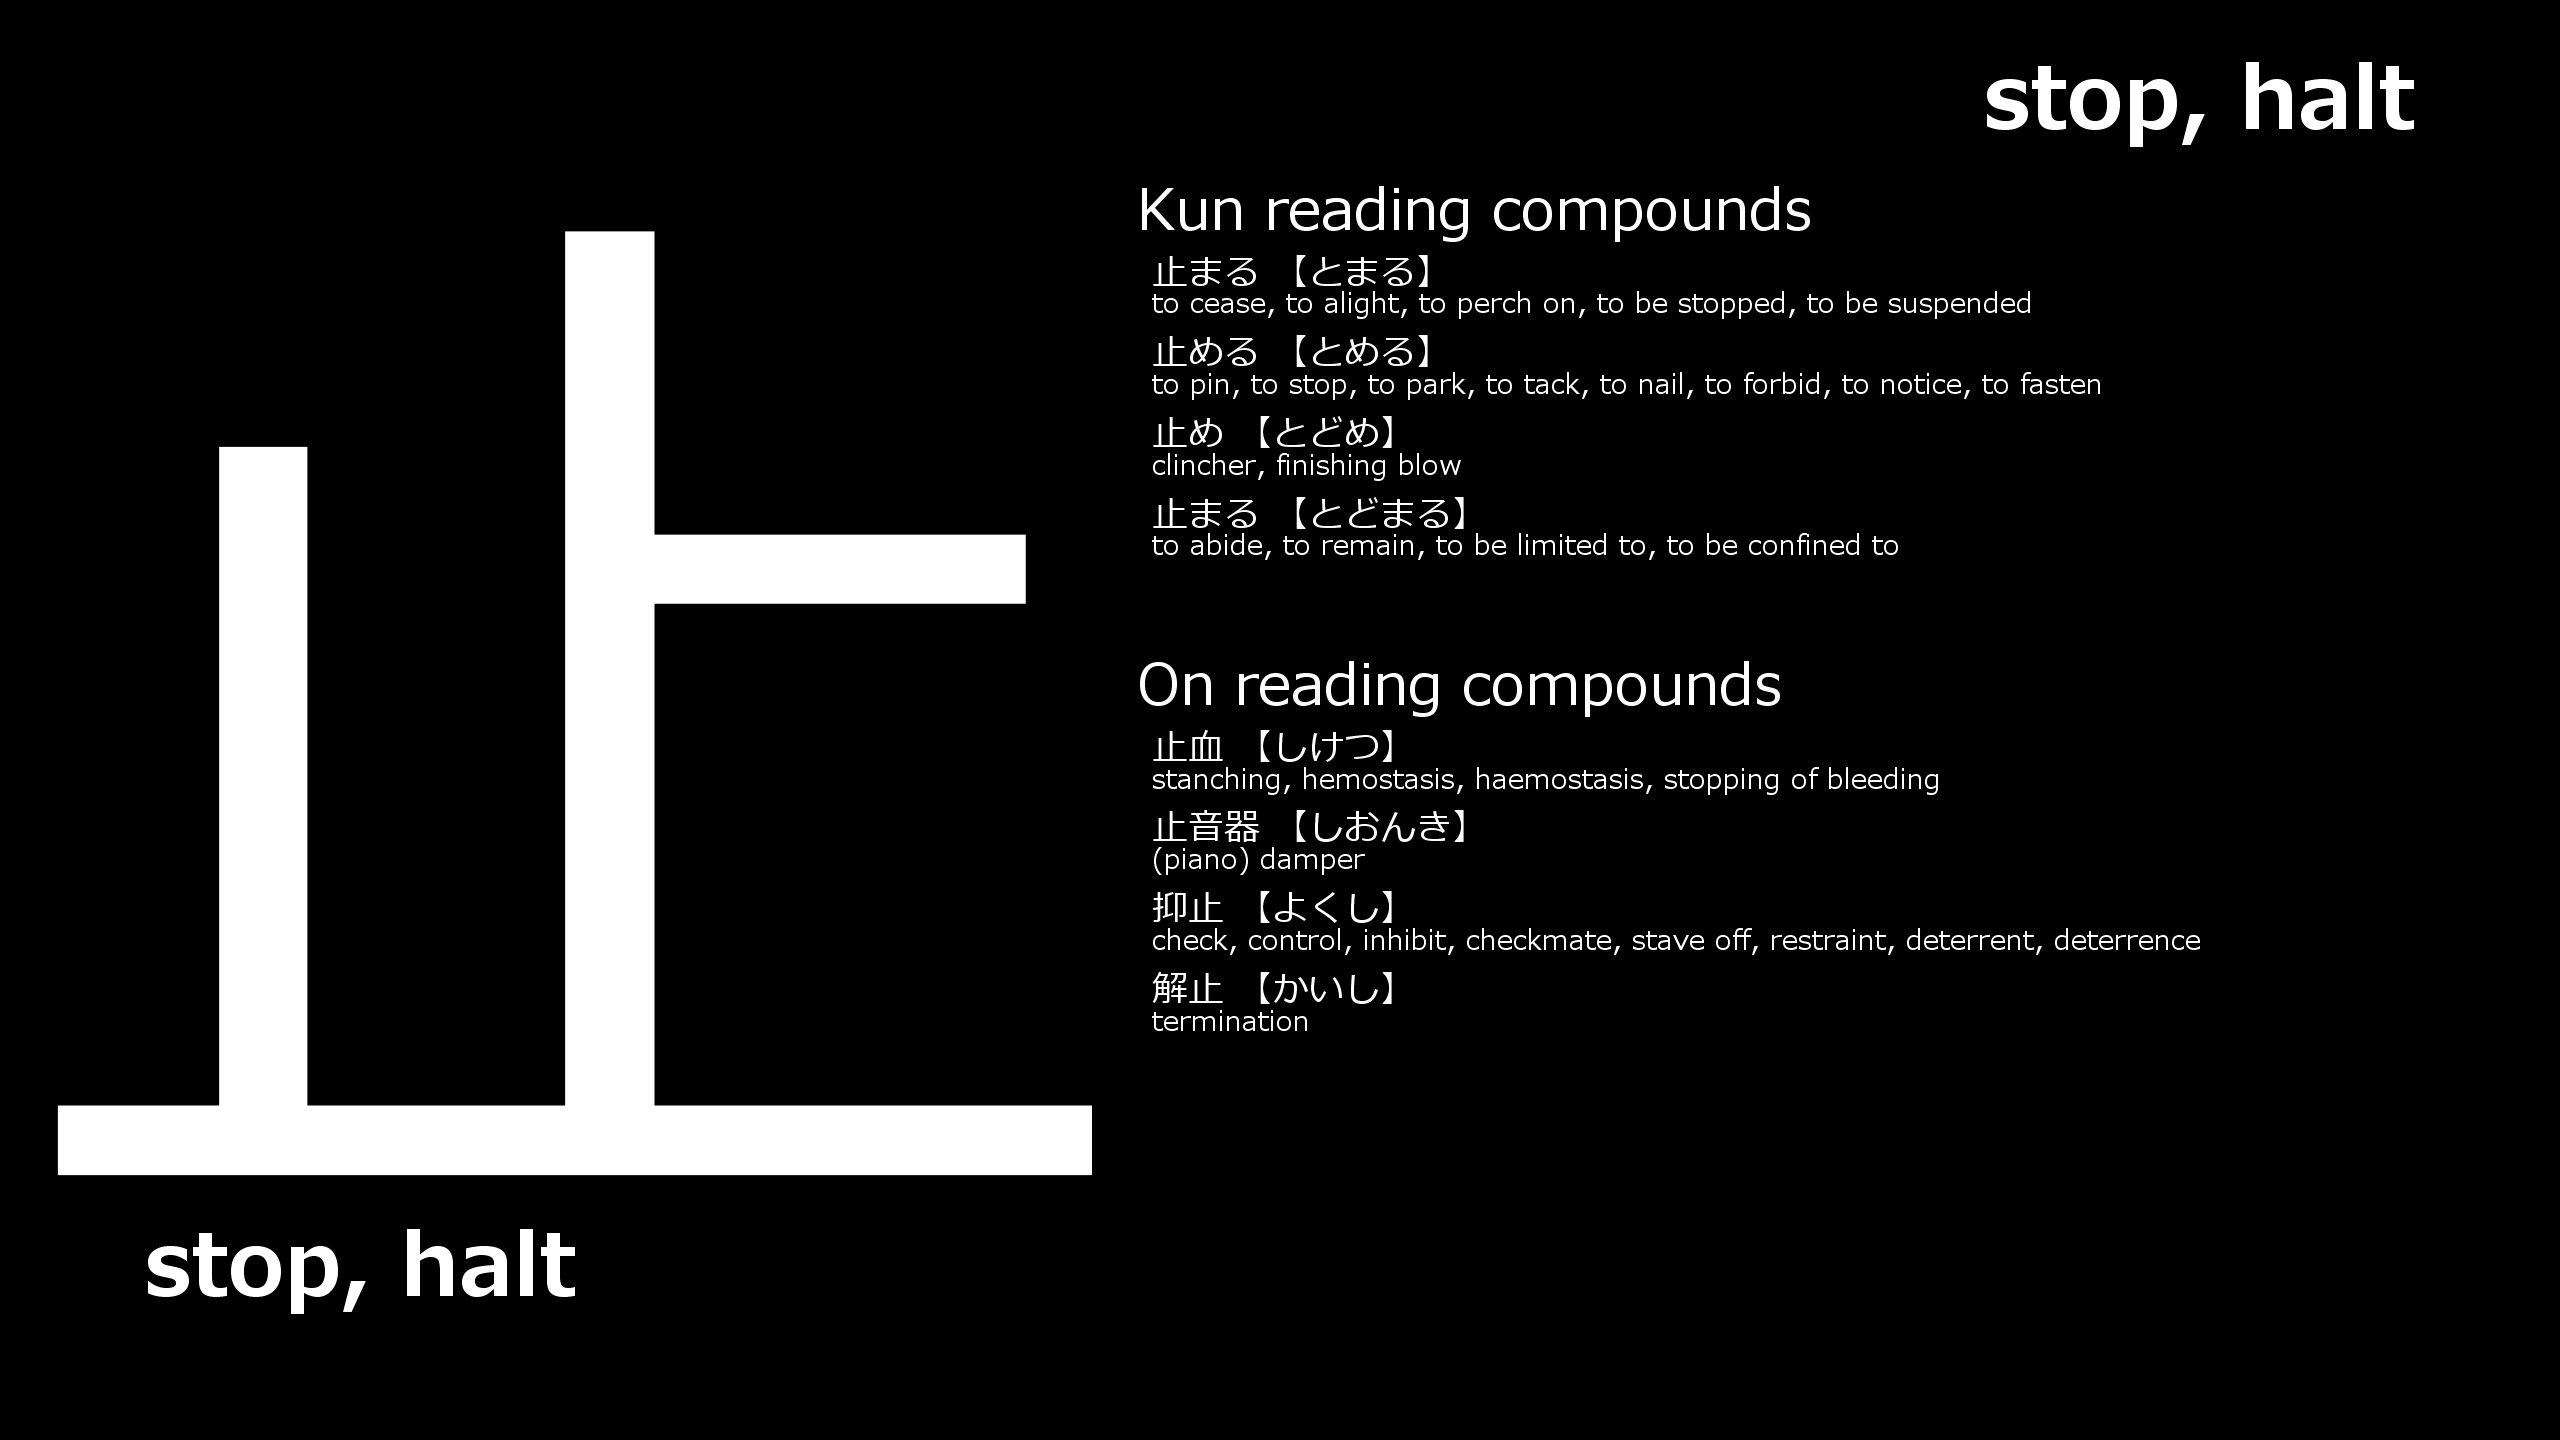 stop, halt
止
Kun reading compounds
止まる 【とまる】
to cease, to alight, to perch on, to be stopped, to be suspended
止める 【とめる】
to pin, to stop, to park, to tack, to nail, to forbid, to notice, to fasten
止め 【とどめ】
clincher, finishing blow
止まる 【とどまる】
to abide, to remain, to be limited to, to be confined to
On reading compounds
止血 【しけつ】
stanching, hemostasis, haemostasis, stopping of bleeding
止音器 【しおんき】
(piano) damper
抑止 【よくし】
check, control, inhibit, checkmate, stave off, restraint, deterrent, deterrence
解止 【かいし】
termination
stop, halt